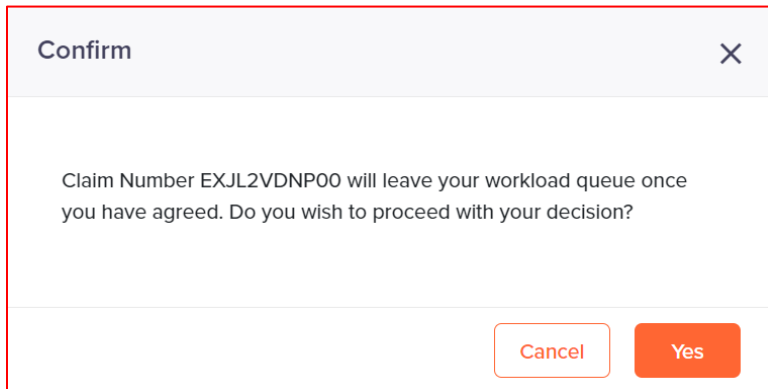 Confirm
Claim Number EXJL2VDNP00 will leave your workload queue once
you have agreed. Do you wish to proceed with your decision?
Cancel
Yes